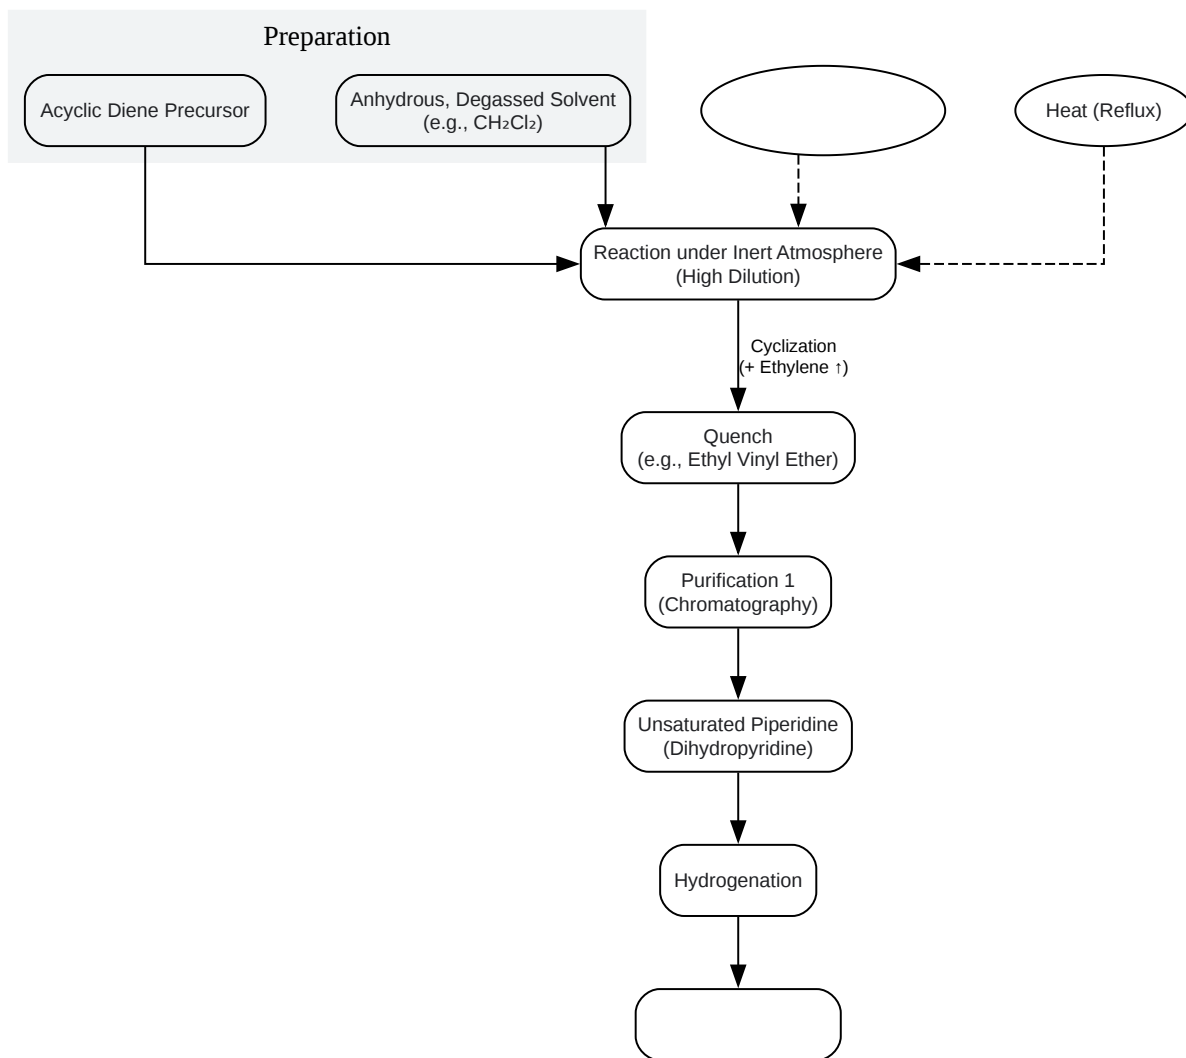 Preparation
Acyclic Diene Precursor
Anhydrous, Degassed Solvent
(e.g., CH₂Cl₂)
Heat (Reflux)
Reaction under Inert Atmosphere
(High Dilution)
Cyclization
(+ Ethylene ↑)
Quench
(e.g., Ethyl Vinyl Ether)
Purification 1
(Chromatography)
Unsaturated Piperidine
(Dihydropyridine)
Hydrogenation